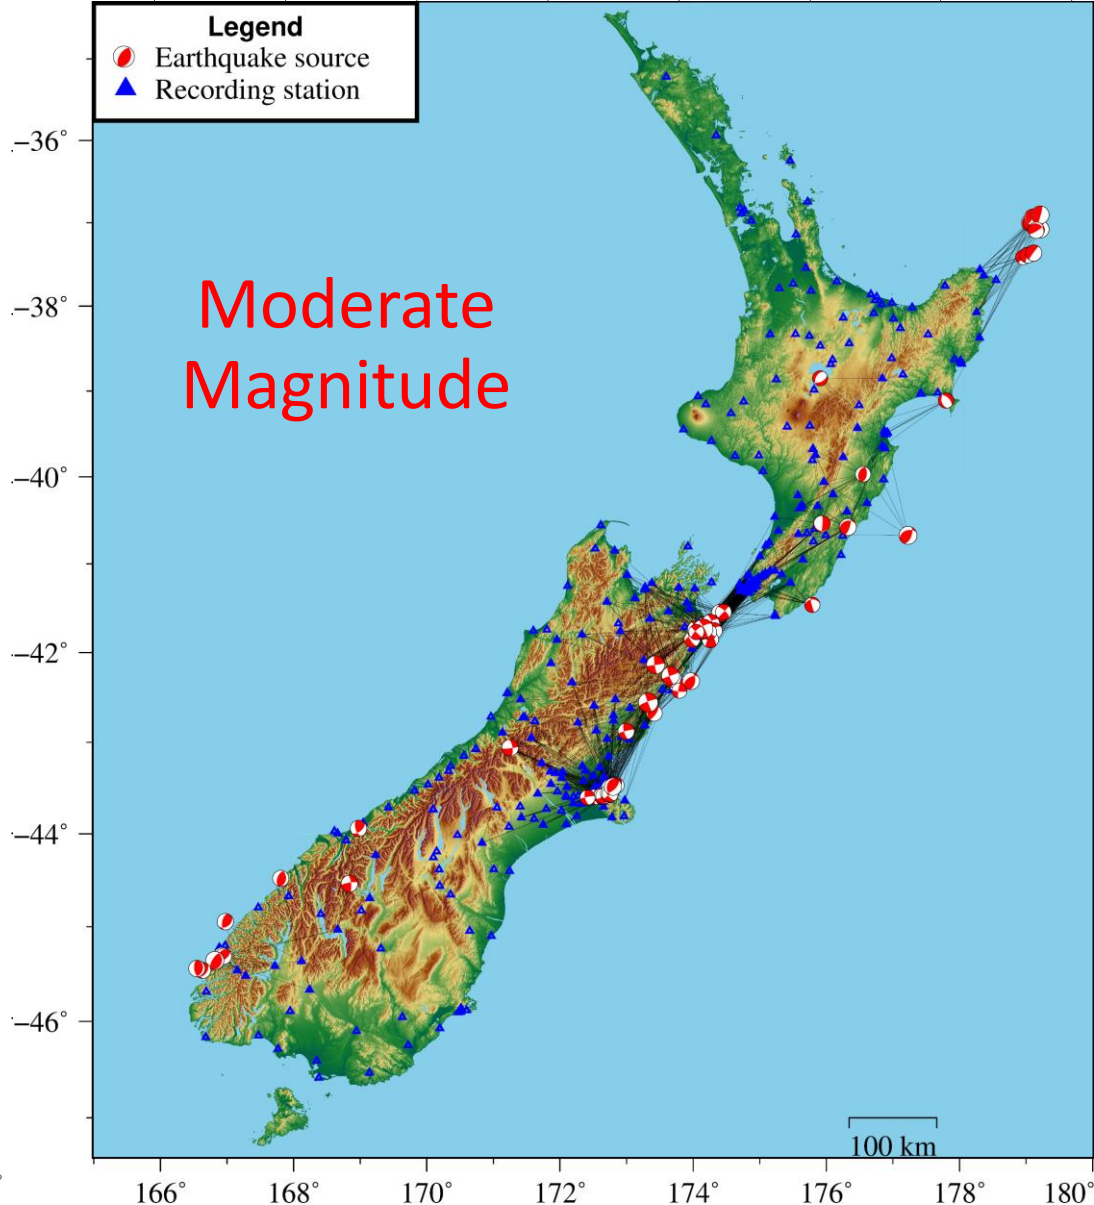 Legend
Earthquake source
Recording station
Moderate
Magnitude
−36°
−38°
−40°
−42°
−44°
−46°
100 km
166° 168° 170° 172° 174° 176° 178° 180°